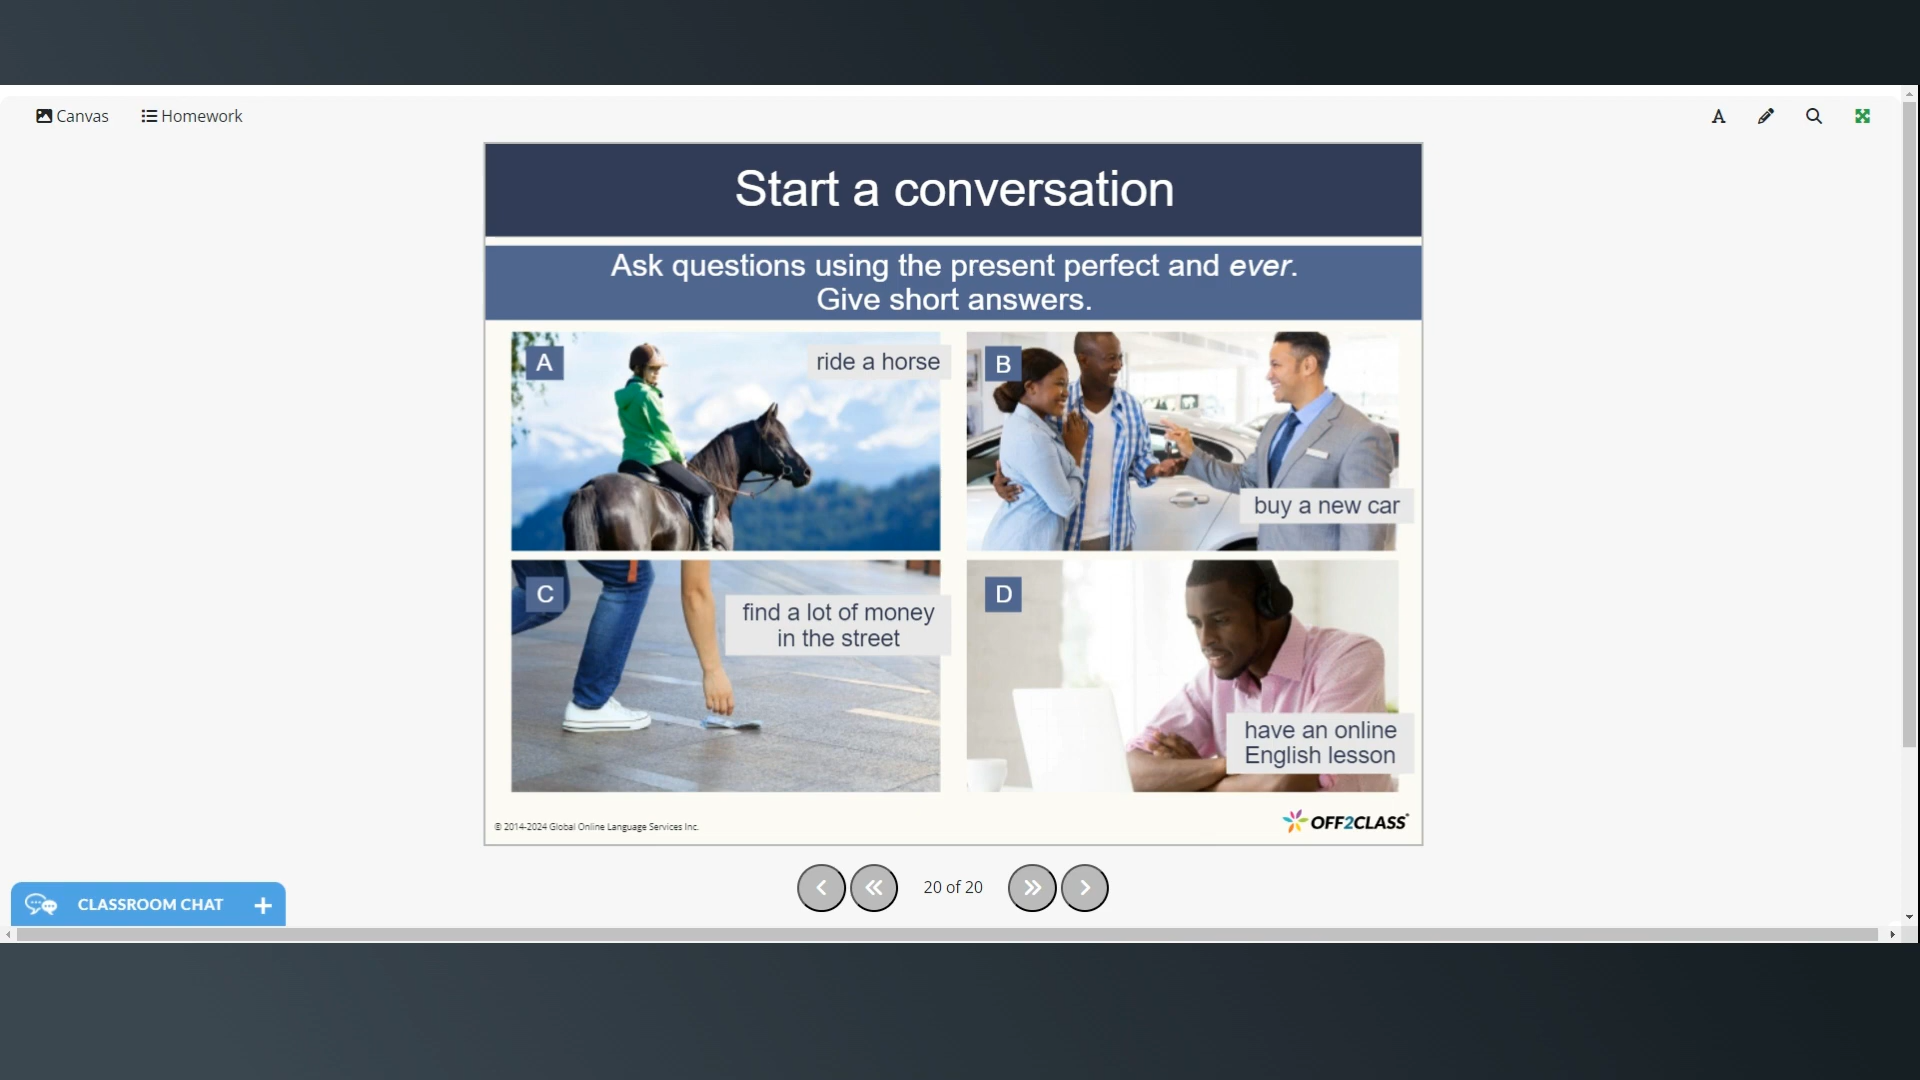 Canvas
Homework
A
Start a conversation
Ask questions using the present perfect and ever.
Give short answers.
A
ride a horse
B
buy a new car
C
find a lot of money
in the street
D
have an online
English lesson
© 2014-2024 Global Online Language Services Inc.
OFF2CLASS
20 of 20
CLASSROOM CHAT